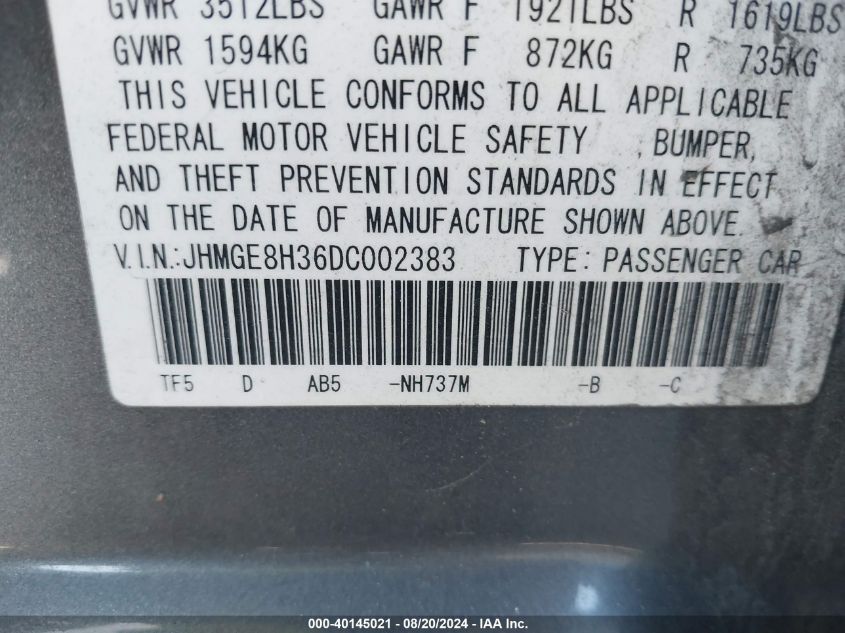 GVWR 3512LBS GAWR F 1921LBS R 1619LBS
GVWR 1594KG GAWR F 872KG R 735KG
THIS VEHICLE CONFORMS TO ALL APPLICABLE
FEDERAL MOTOR VEHICLE SAFETY , BUMPER,
AND THEFT PREVENTION STANDARDS IN EFFECT
ON THE DATE OF MANUFACTURE SHOWN ABOVE.
V.I.N.:JHMGE8H36DC002383 TYPE: PASSENGER CAR
TF5 D AB5 -NH737M -B -C
000-40145021 - 08/20/2024 - IAA Inc.